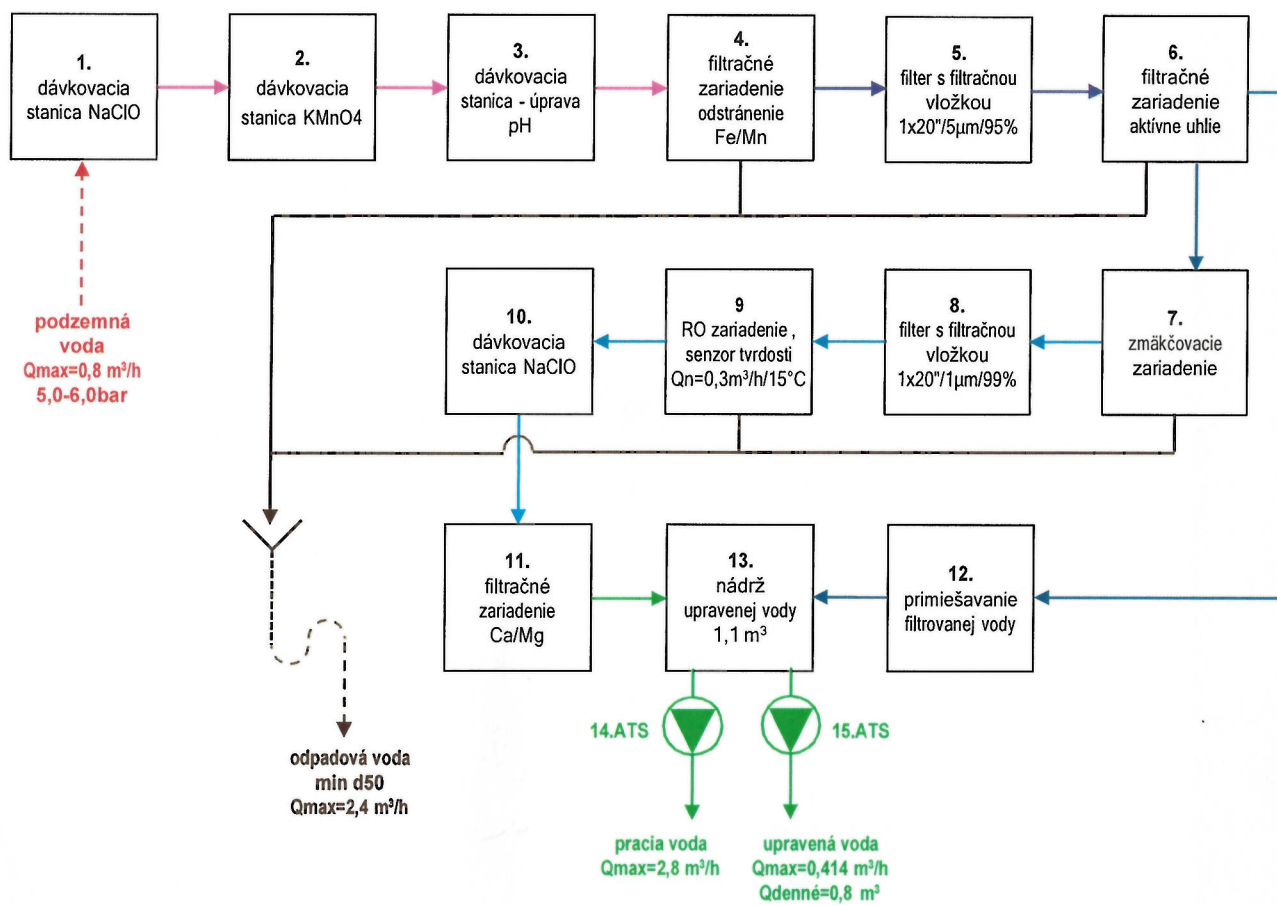 1.
dávkovacia
stanica NaClO
2.
dávkovacia
stanica KMnO4
3.
dávkovacia
stanica - úprava
pH
4.
filtračné
zariadenie
odstránenie
Fe/Mn
5.
filter s filtračnou
vložkou
1x20"/5µm/95%
6.
filtračné
zariadenie
aktívne uhlie
podzemná
voda
Qmax=0,8 m³/h
5,0-6,0bar
10.
dávkovacia
stanica NaClO
9
RO zariadenie ,
senzor tvrdosti
Qn=0,3m³/h/15°C
8.
filter s filtračnou
vložkou
1x20"/1µm/99%
7.
zmäkčovacie
zariadenie
11.
filtračné
zariadenie
Ca/Mg
13.
nádrž
upravenej vody
1,1 m³
12.
primiešavanie
filtrovanej vody
14.ATS
15.ATS
odpadová voda
min d50
Qmax=2,4 m³/h
pracia voda
Qmax=2,8 m³/h
upravená voda
Qmax=0,414 m³/h
Qdenné=0,8 m³